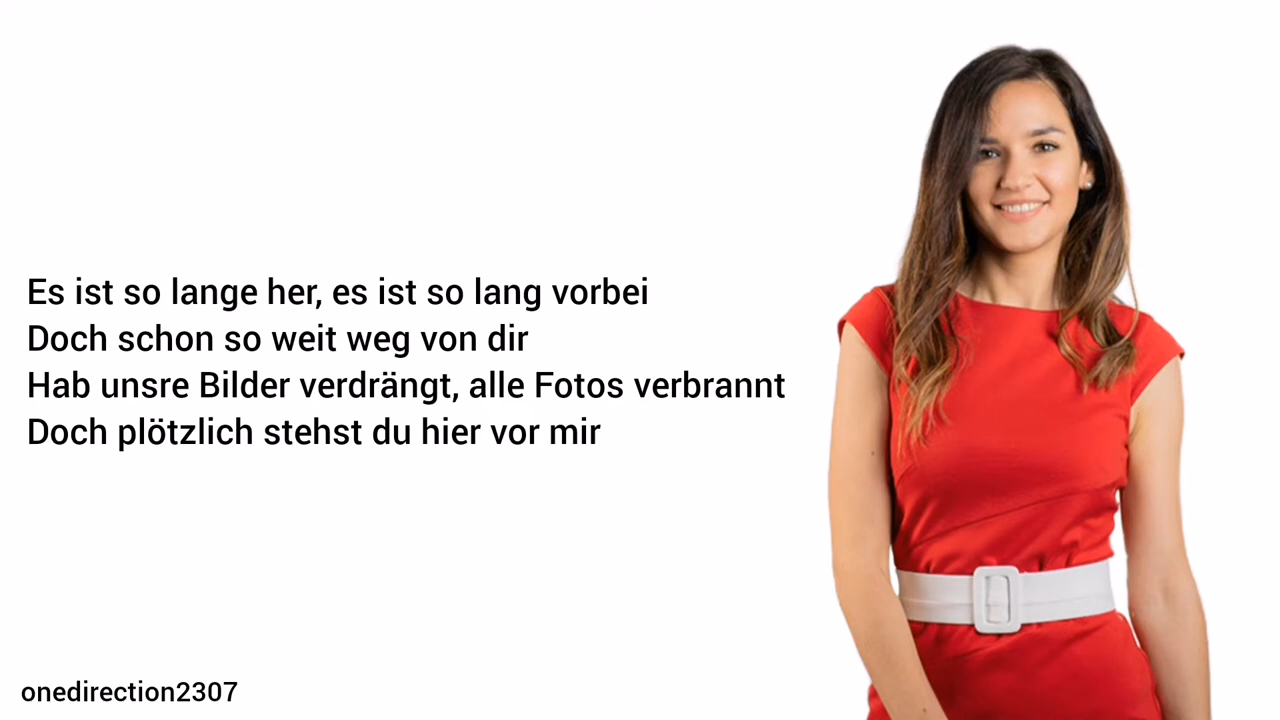 Es ist so lange her, es ist so lang vorbei
Doch schon so weit weg von dir
Hab unsre Bilder verdrängt, alle Fotos verbrannt
Doch plötzlich stehst du hier vor mir
onedirection2307